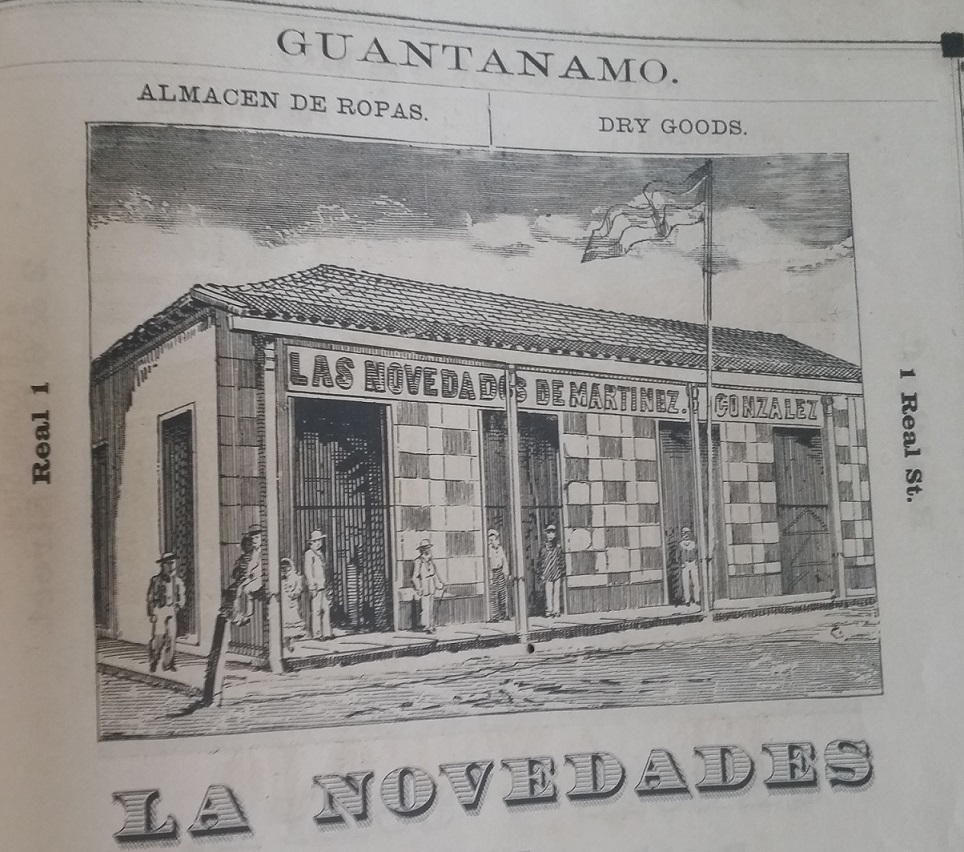 GUANTANAMO.
ALMACEN DE ROPAS.
DRY GOODS.
LAS NOVEDADES DE MARTINEZ. GONZALEZ
Real 1
1 Real St.
LA NOVEDADES